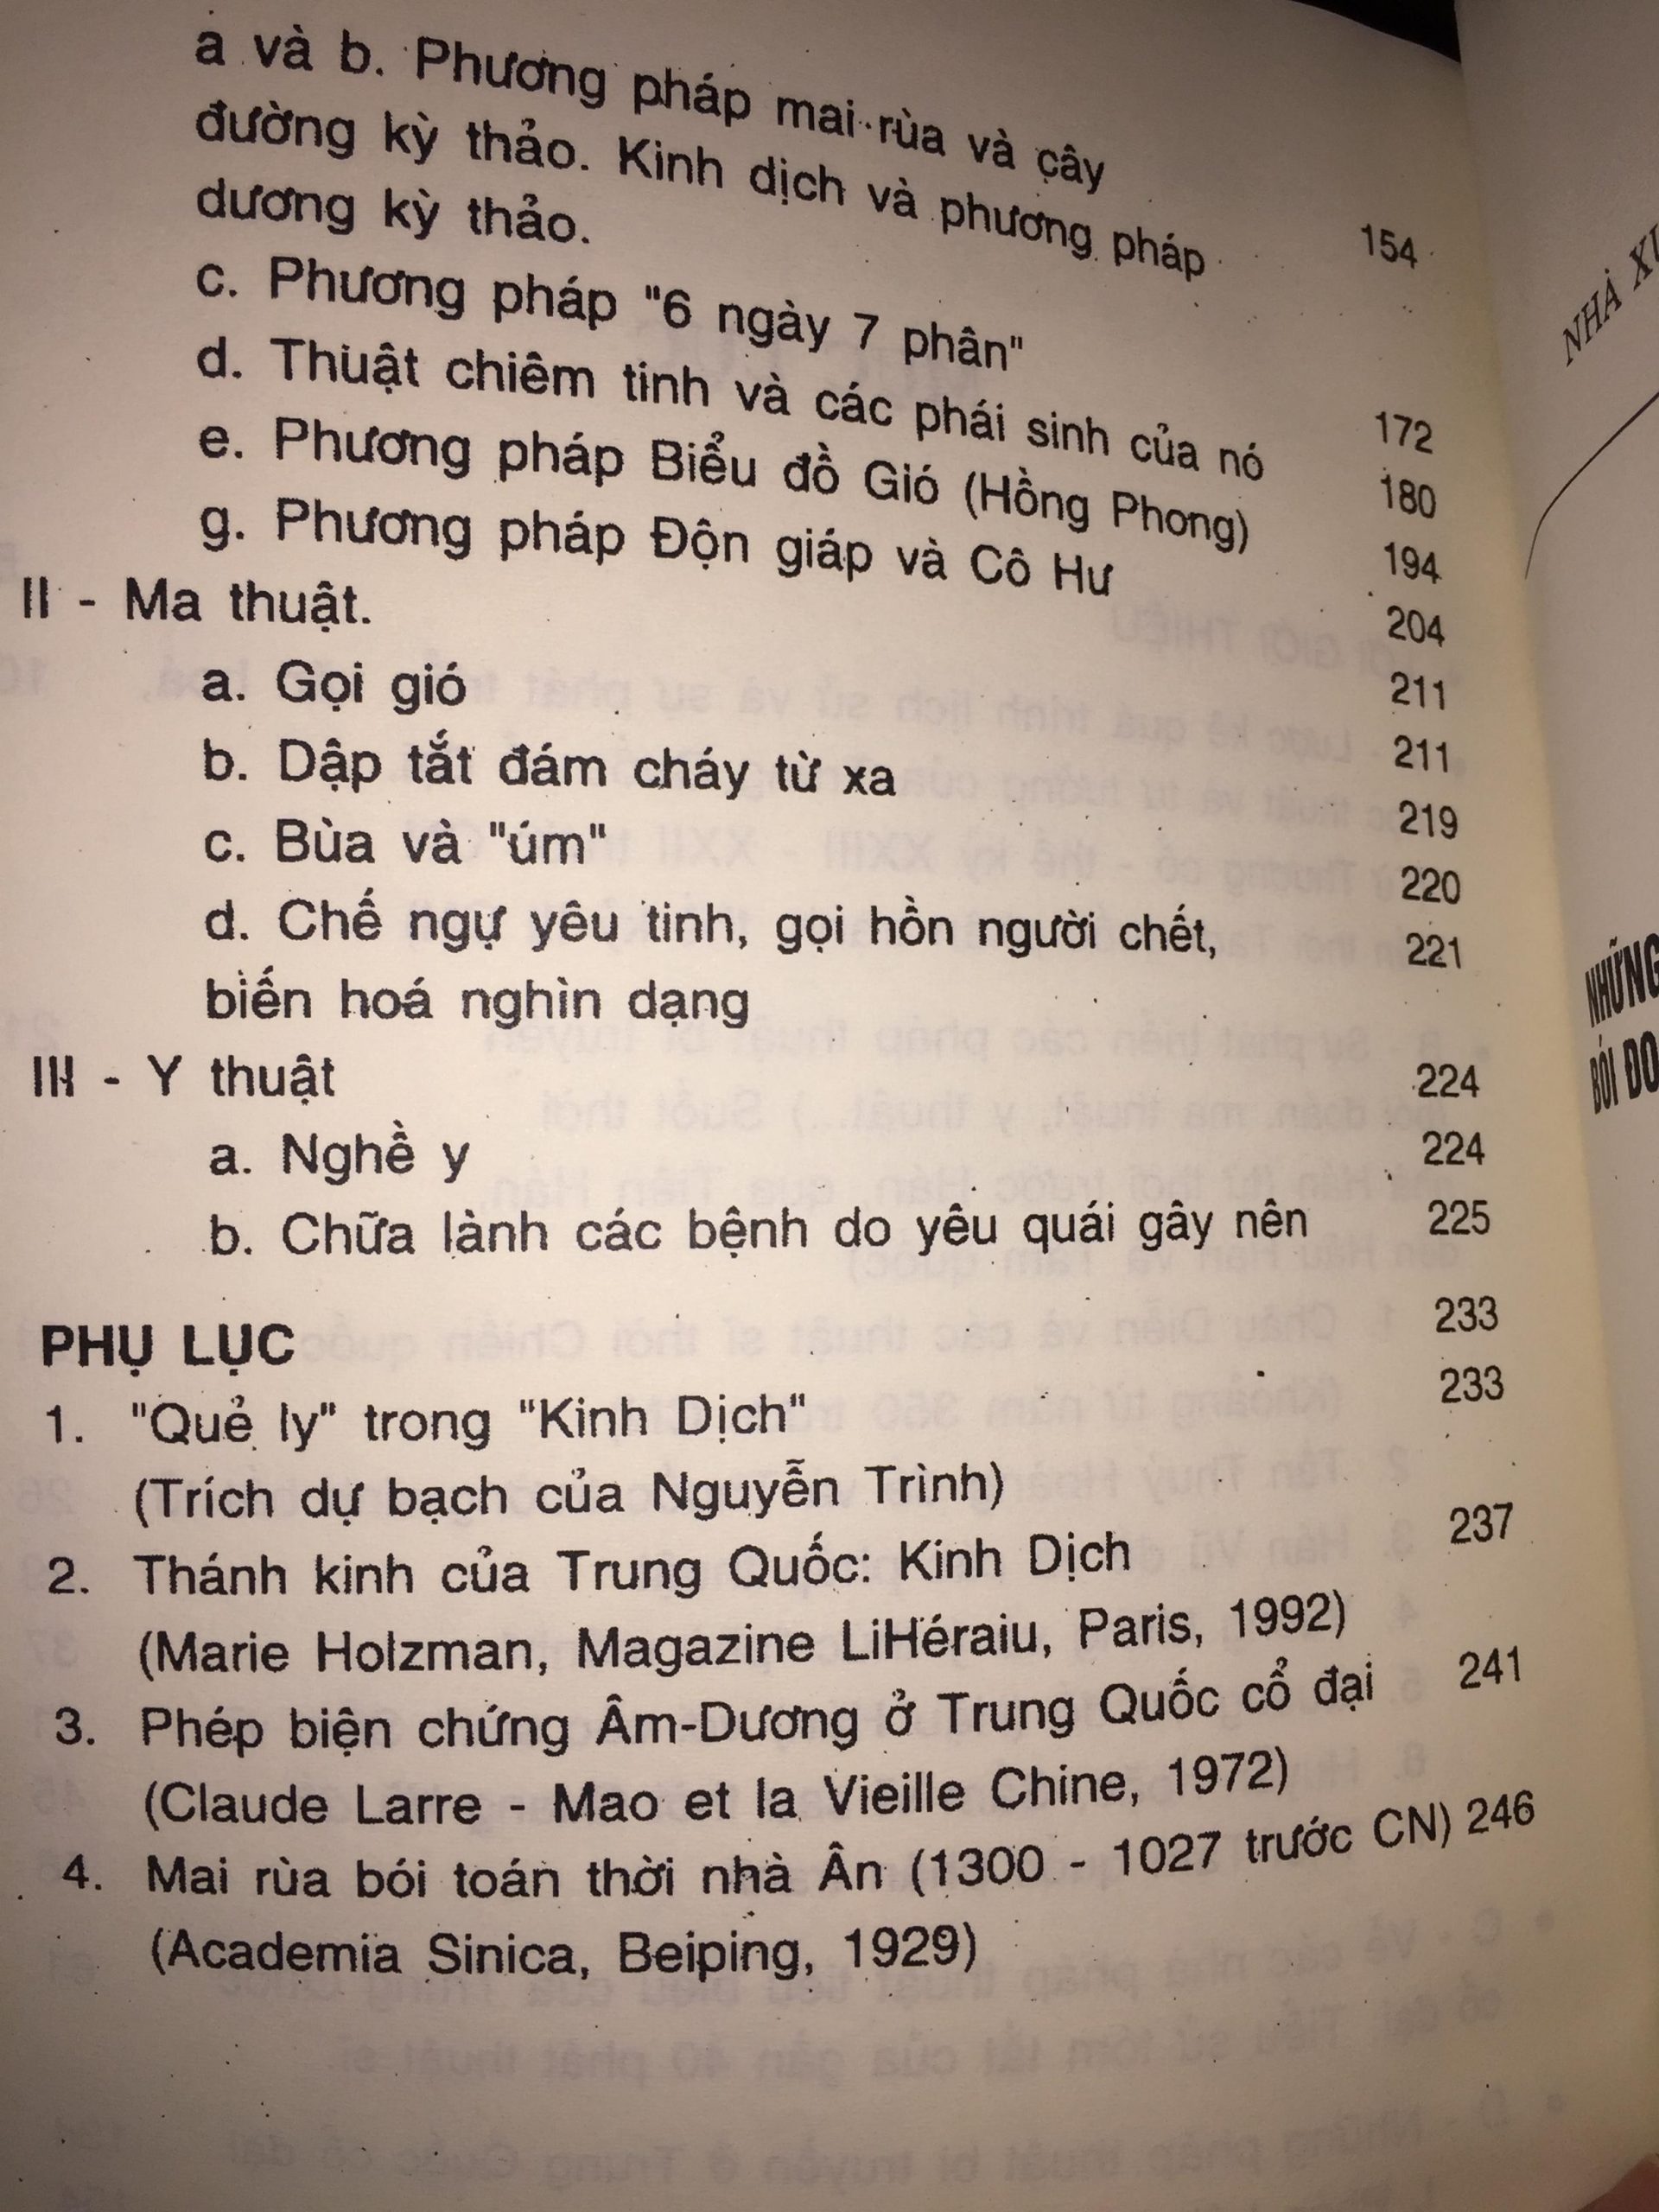 a và b. Phương pháp mai rùa và cây
đường kỳ thảo. Kinh dịch và phương pháp 154
dương kỳ thảo.
c. Phương pháp "6 ngày 7 phân" 172
d. Thuật chiêm tinh và các phái sinh của nó 180
e. Phương pháp Biểu đồ Gió (Hồng Phong) 194
g. Phương pháp Độn giáp và Cô Hư 204
II - Ma thuật. 211
a. Gọi gió 211
b. Dập tắt đám cháy từ xa 219
c. Bùa và "úm" 220
d. Chế ngự yêu tinh, gọi hồn người chết, 221
biến hoá nghìn dạng
III - Y thuật 224
a. Nghề y 224
b. Chữa lành các bệnh do yêu quái gây nên 225
PHỤ LỤC 233
1. "Quẻ ly" trong "Kinh Dịch" 233
(Trích dự bạch của Nguyễn Trình)
2. Thánh kinh của Trung Quốc: Kinh Dịch 237
(Marie Holzman, Magazine LiHéraiu, Paris, 1992)
3. Phép biện chứng Âm-Dương ở Trung Quốc cổ đại 241
(Claude Larre - Mao et la Vieille Chine, 1972)
4. Mai rùa bói toán thời nhà Ân (1300 - 1027 trước CN) 246
(Academia Sinica, Beiping, 1929)
NHÀ
NHỮNG
BÓI